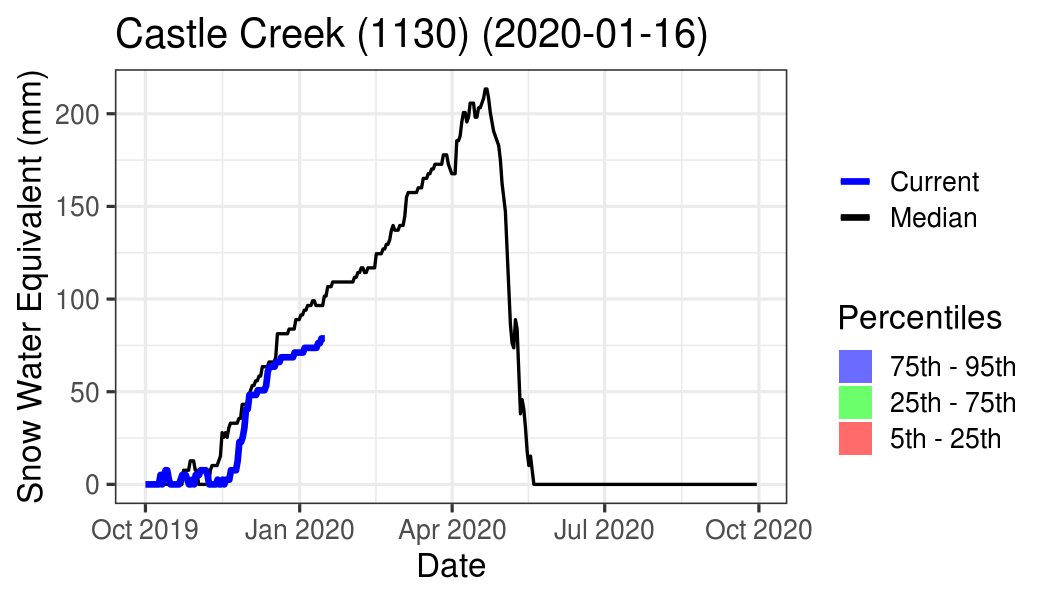 Castle Creek (1130) (2020-01-16)
Snow Water Equivalent (mm)
200
150
100
50
0
Oct 2019
Jan 2020
Apr 2020
Jul 2020
Oct 2020
Date
Current
Median
Percentiles
75th - 95th
25th - 75th
5th - 25th